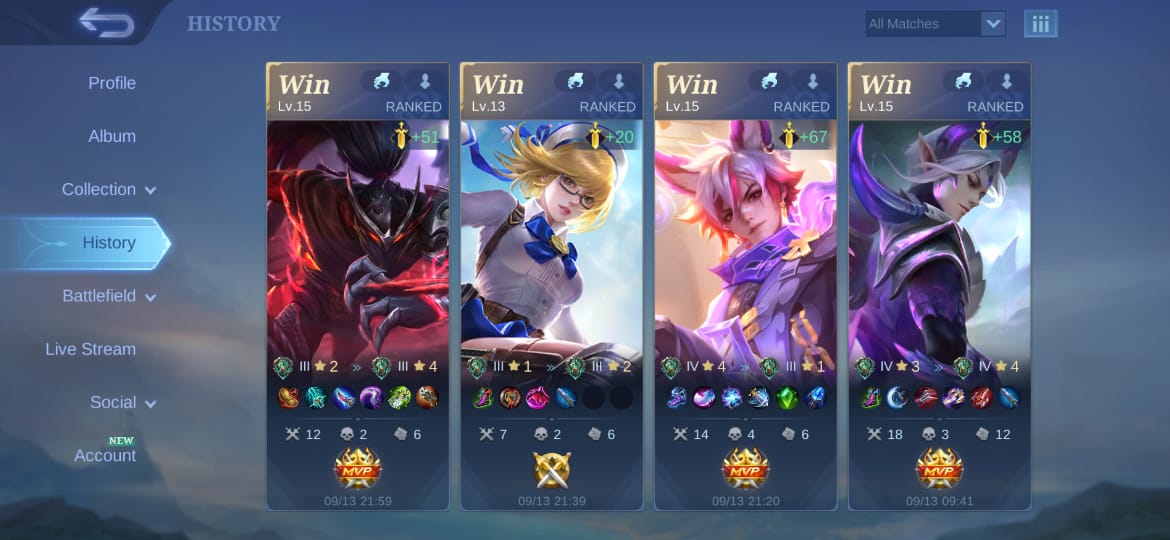 HISTORY
All Matches
Profile
Album
Collection
History
Battlefield
Live Stream
Social
NEW
Account
Win
Lv.15 RANKED
+51
III 2 » III 4
12 2 6
MVP
09/13 21:59
Win
Lv.13 RANKED
+20
III 1 » III 2
7 2 6
09/13 21:39
Win
Lv.15 RANKED
+67
IV 4 » III 1
14 4 6
MVP
09/13 21:20
Win
Lv.15 RANKED
+58
IV 3 » IV 4
18 3 12
MVP
09/13 09:41